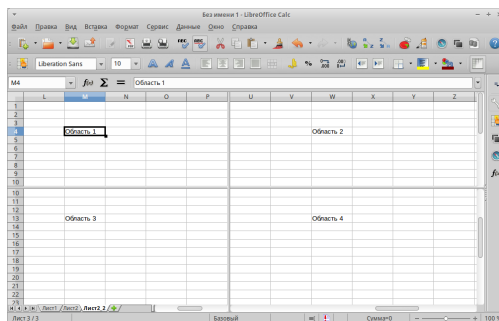 Без имени 1 - LibreOffice Calc
Файл Правка Вид Вставка Формат Сервис Данные Окно Справка
Liberation Sans 10
M4 f(x) Σ = Область 1
L M N O P U V W X Y Z
1
2
3
4 Область 1 Область 2
5
6
7
8
9
10
10
11
12
13 Область 3 Область 4
14
15
16
17
18
19
20
21
22
23
Лист1 Лист2 Лист2_2
Лист 3 / 3 Базовый Сумма=0 100 %